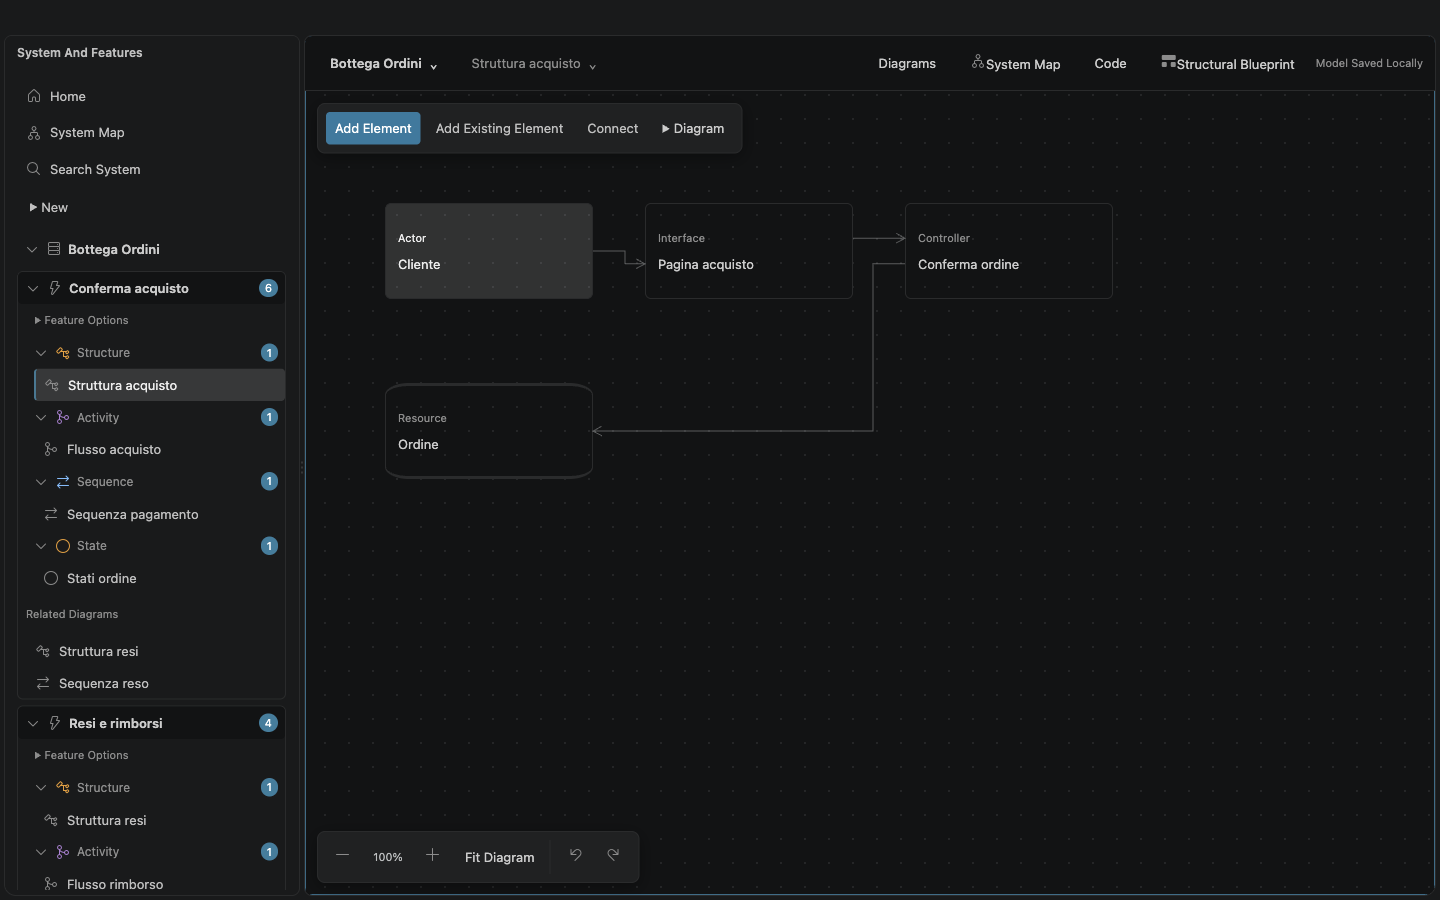 System And Features
Home
System Map
Search System
New
Bottega Ordini
Conferma acquisto 6
Feature Options
Structure 1
Struttura acquisto
Activity 1
Flusso acquisto
Sequence 1
Sequenza pagamento
State 1
Stati ordine
Related Diagrams
Struttura resi
Sequenza reso
Resi e rimborsi 4
Feature Options
Structure 1
Struttura resi
Activity 1
Flusso rimborso
Bottega Ordini Struttura acquisto Diagrams System Map Code Structural Blueprint Model Saved Locally
Add Element Add Existing Element Connect Diagram
Actor
Cliente
Interface
Pagina acquisto
Controller
Conferma ordine
Resource
Ordine
100% Fit Diagram